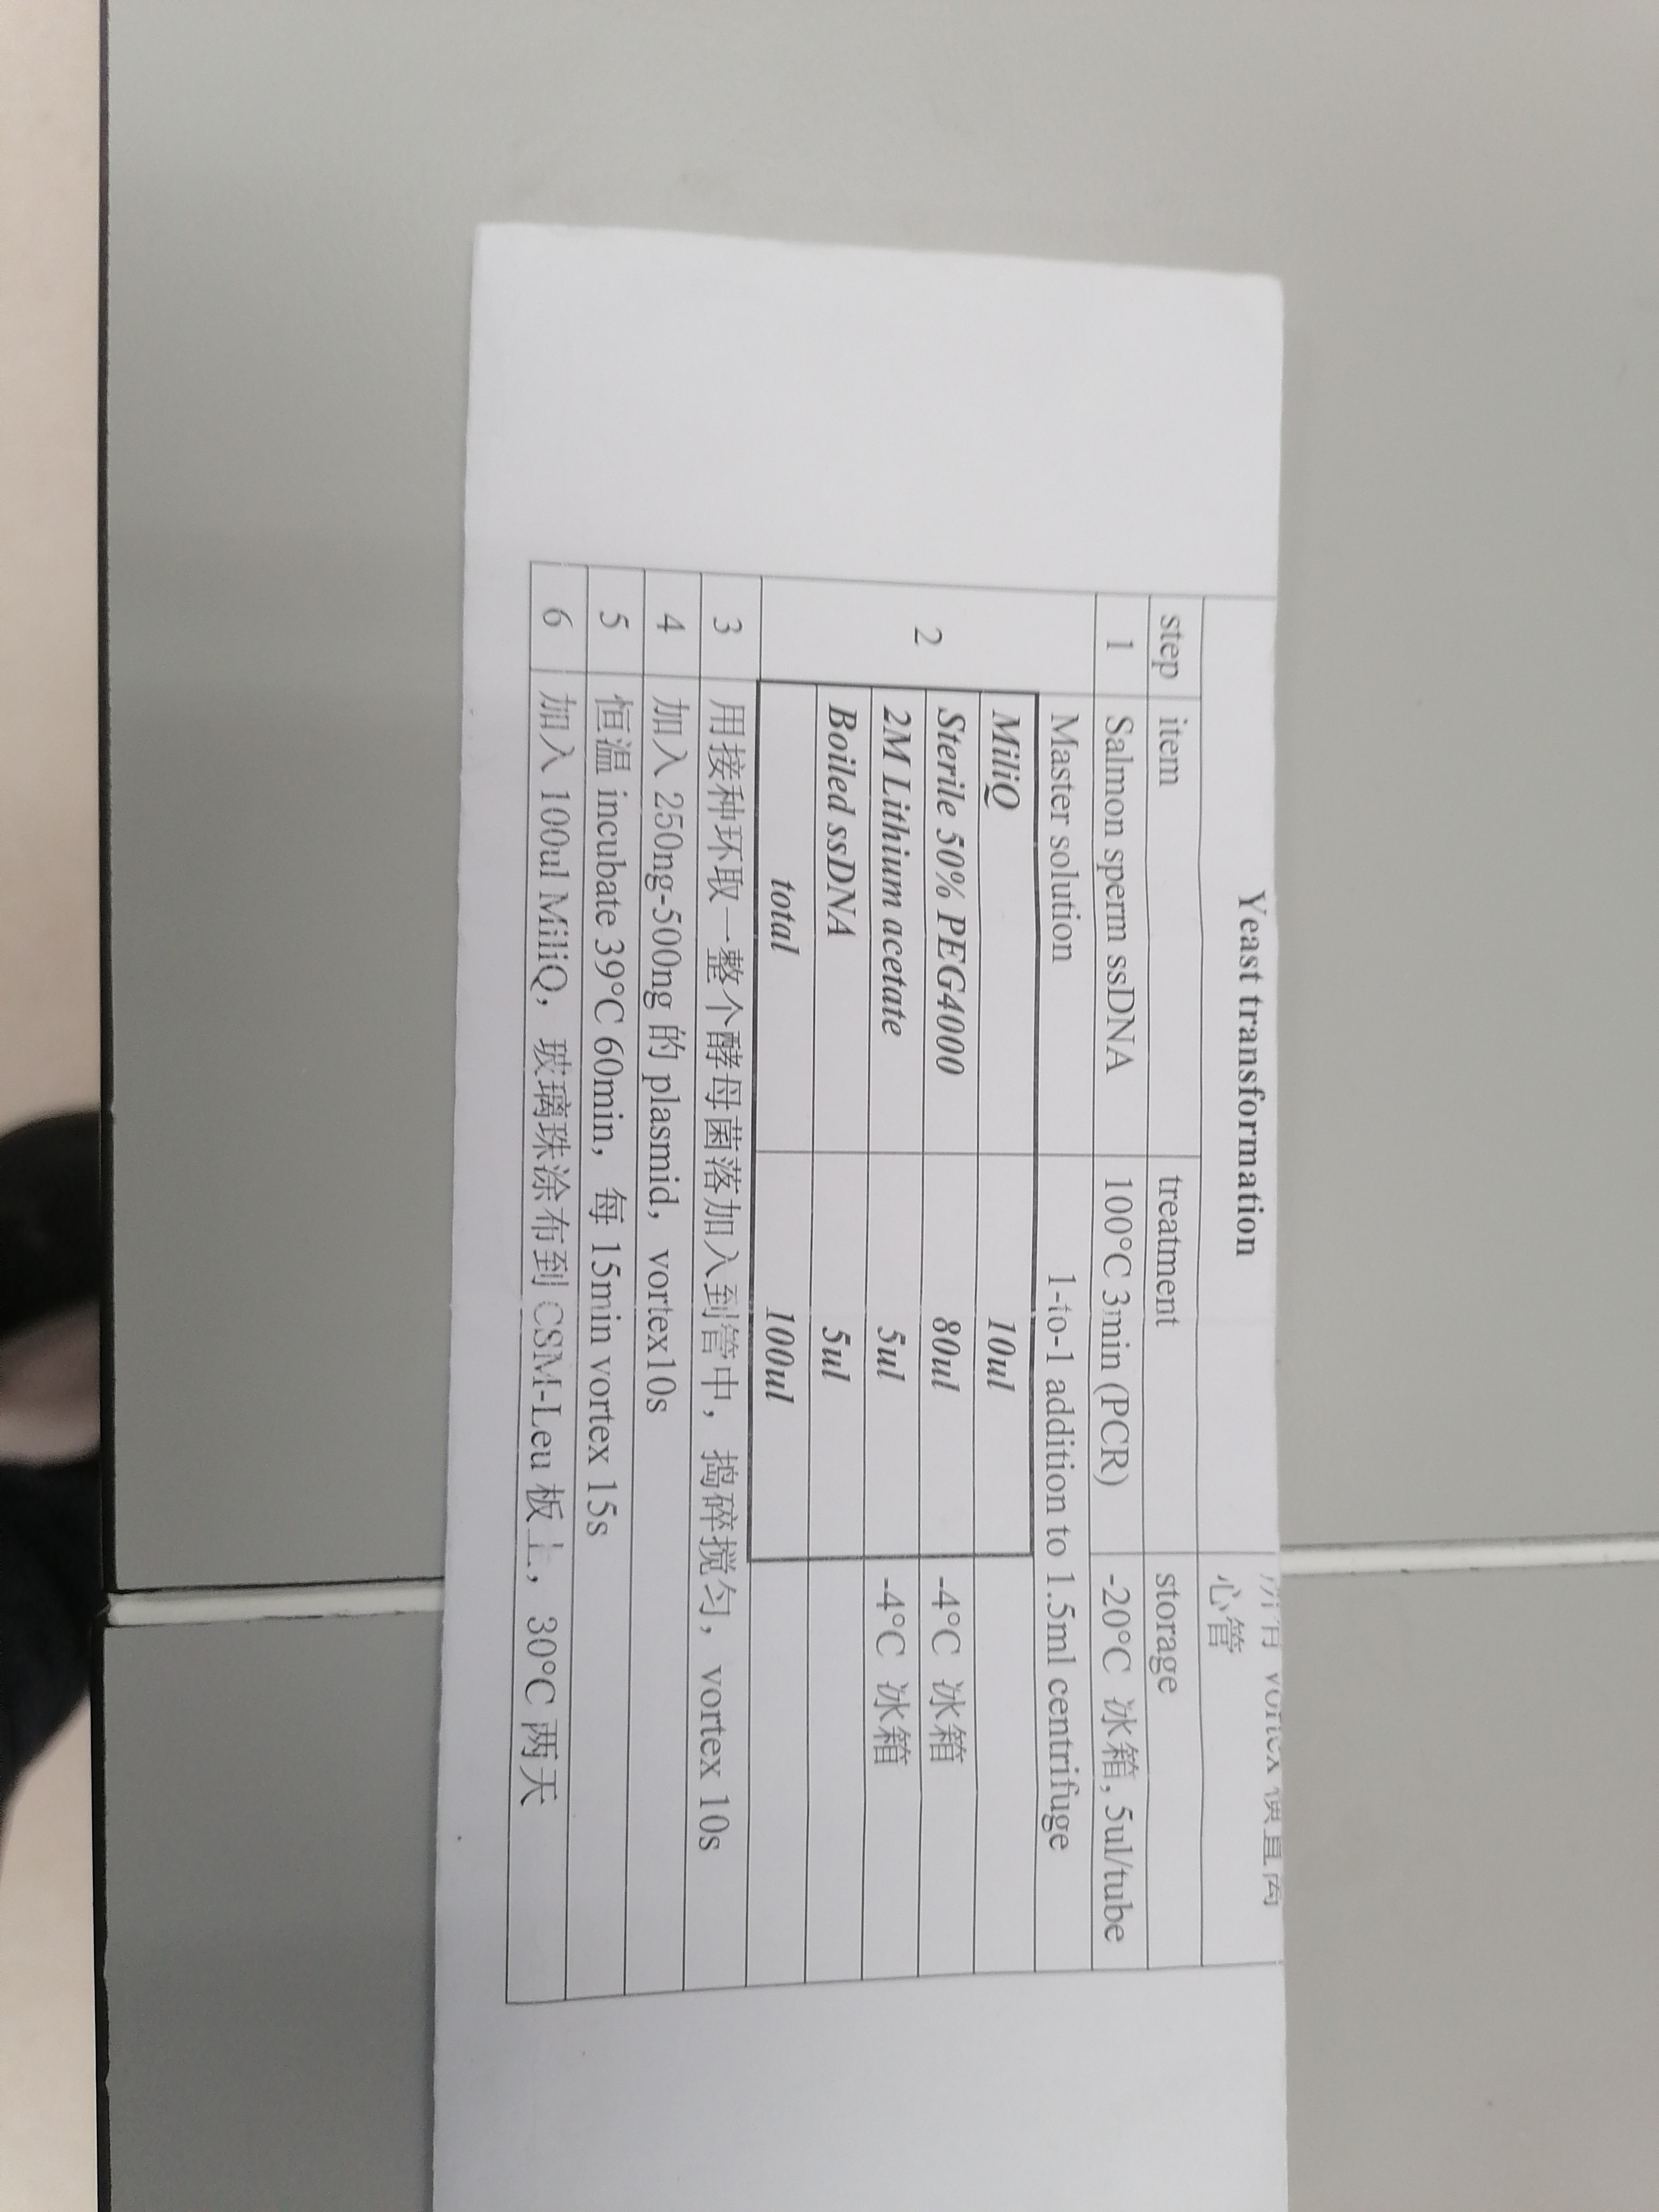 Yeast transformation
vortex
心管
step item treatment storage
1 Salmon sperm ssDNA 100°C 3min (PCR) -20°C 冰箱, 5ul/tube
Master solution 1-to-1 addition to 1.5ml centrifuge
2
MiliQ 10ul
Sterile 50% PEG4000 80ul -4°C 冰箱
2M Lithium acetate 5ul -4°C 冰箱
Boiled ssDNA 5ul
total 100ul
3 用接种环取一整个酵母菌落加入到管中，捣碎搅匀，vortex 10s
4 加入 250ng-500ng 的 plasmid，vortex10s
5 恒温 incubate 39°C 60min，每 15min vortex 15s
6 加入 100ul MiliQ，玻璃珠涂布到 CSM-Leu 板上，30°C 两天